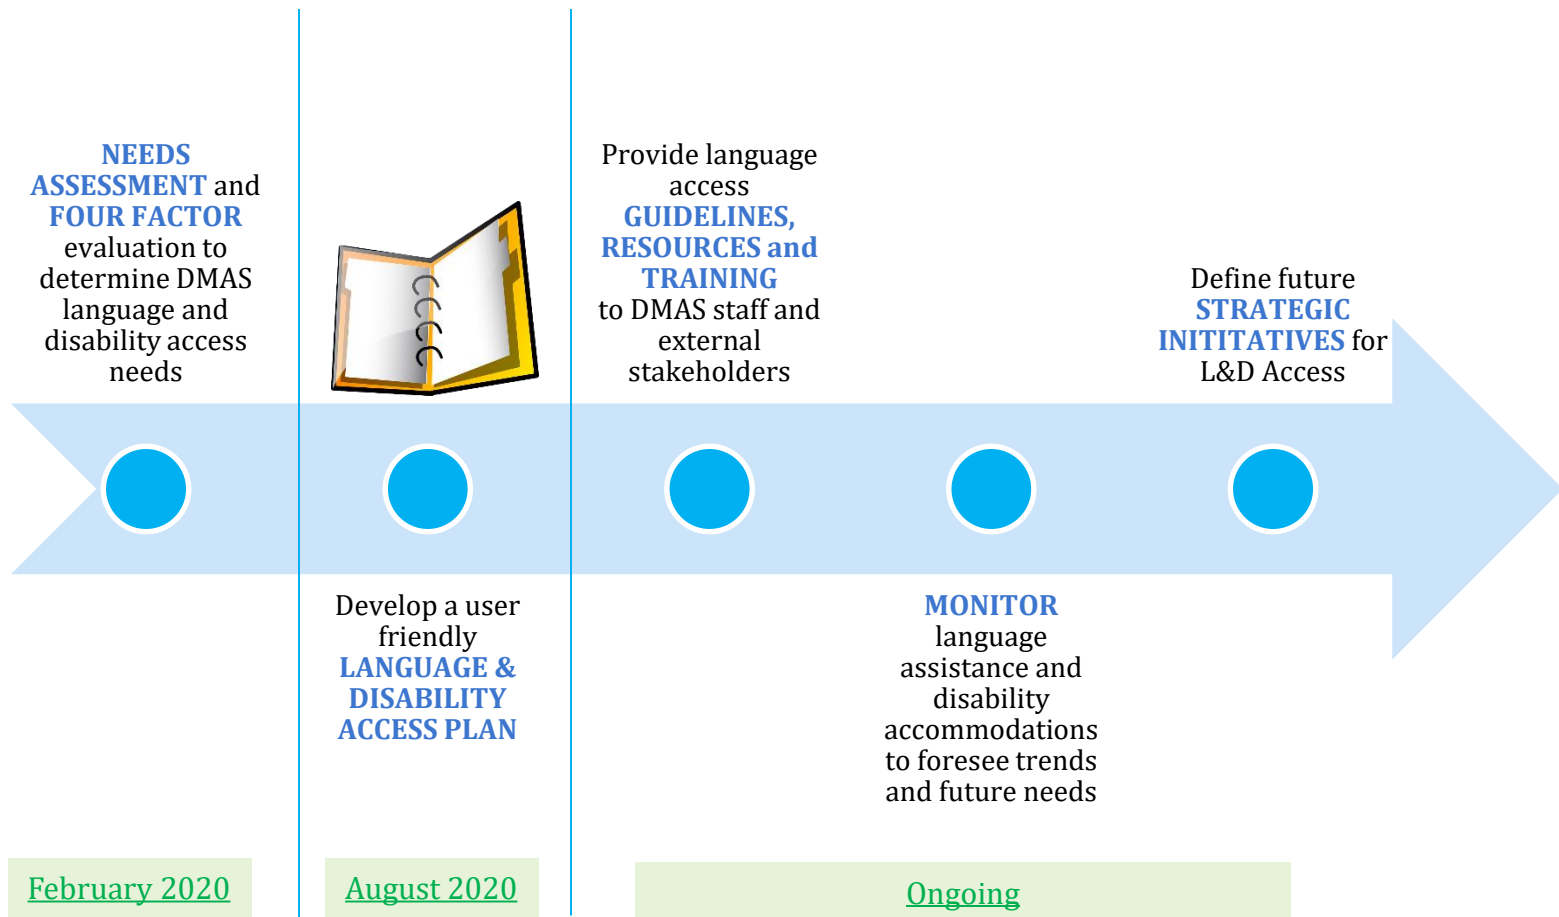 NEEDS
ASSESSMENT and
FOUR FACTOR
evaluation to
determine DMAS
language and
disability access
needs
Develop a user
friendly
LANGUAGE &
DISABILITY
ACCESS PLAN
Provide language
access
GUIDELINES,
RESOURCES and
TRAINING
to DMAS staff and
external
stakeholders
MONITOR
language
assistance and
disability
accommodations
to foresee trends
and future needs
Define future
STRATEGIC
INITITATIVES for
L&D Access
February 2020
August 2020
Ongoing